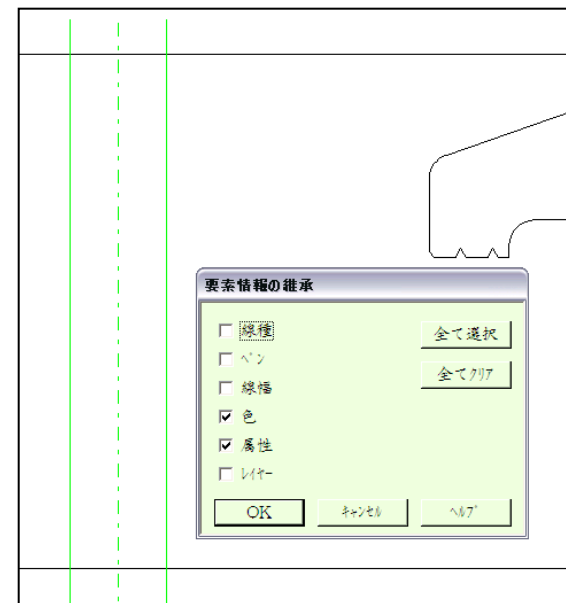 要素情報の継承
線種
全て選択
ﾍﾟﾝ
全てｸﾘｱ
線幅
色
属性
ﾚｲﾔｰ
OK
ｷｬﾝｾﾙ
ﾍﾙﾌﾟ